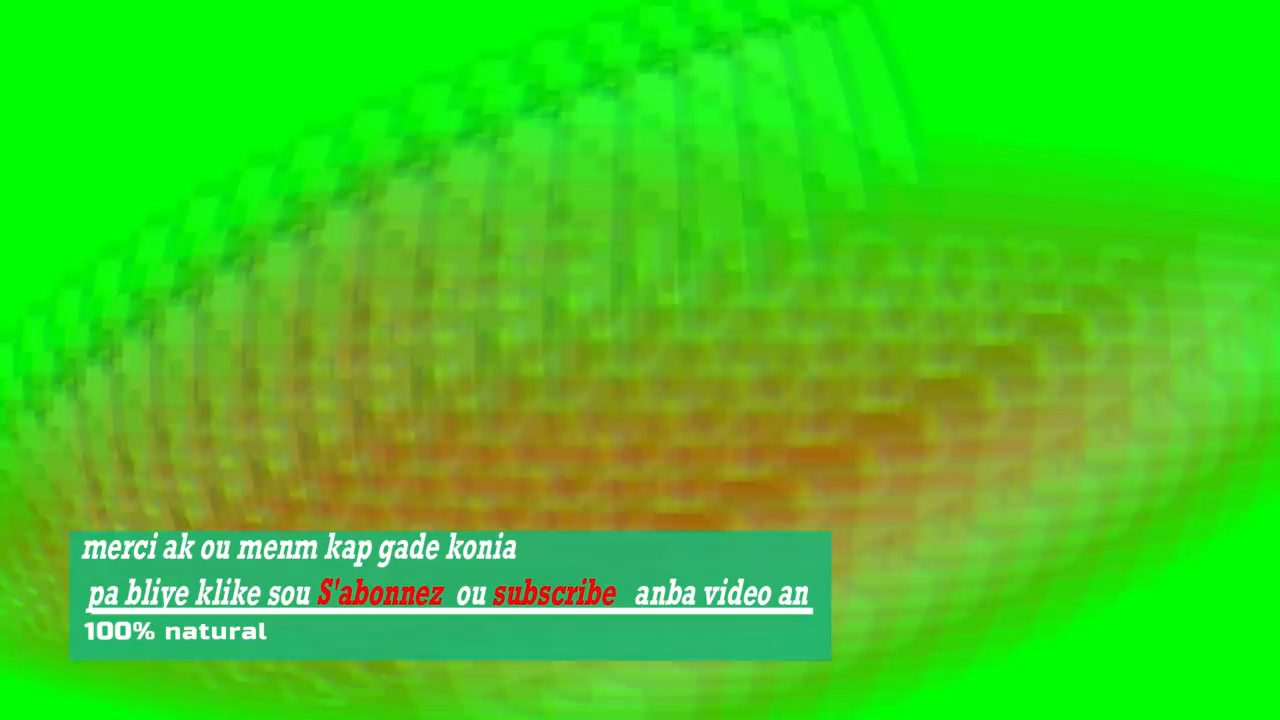 merci ak ou menm kap gade konia
pa bliye klike sou S'abonnez ou subscribe anba video an
100% natural